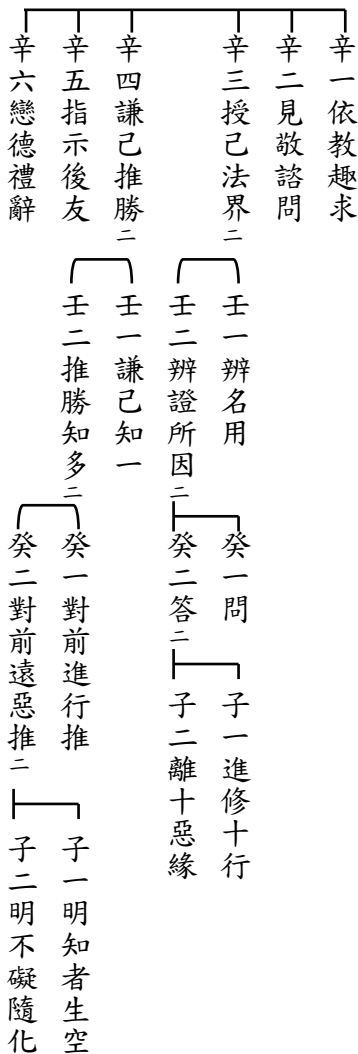 辛一依教趣求
辛二見敬諮問
辛三授己法界二
壬一辨名用
壬二辨證所因二
癸一問
癸二答二
子一進修十行
子二離十惡緣
辛四謙己推勝二
壬一謙己知一
壬二推勝知多二
癸一對前進行推
癸二對前遠惡推二
子一明知者生空
子二明不礙隨化
辛五指示後友
辛六戀德禮辭